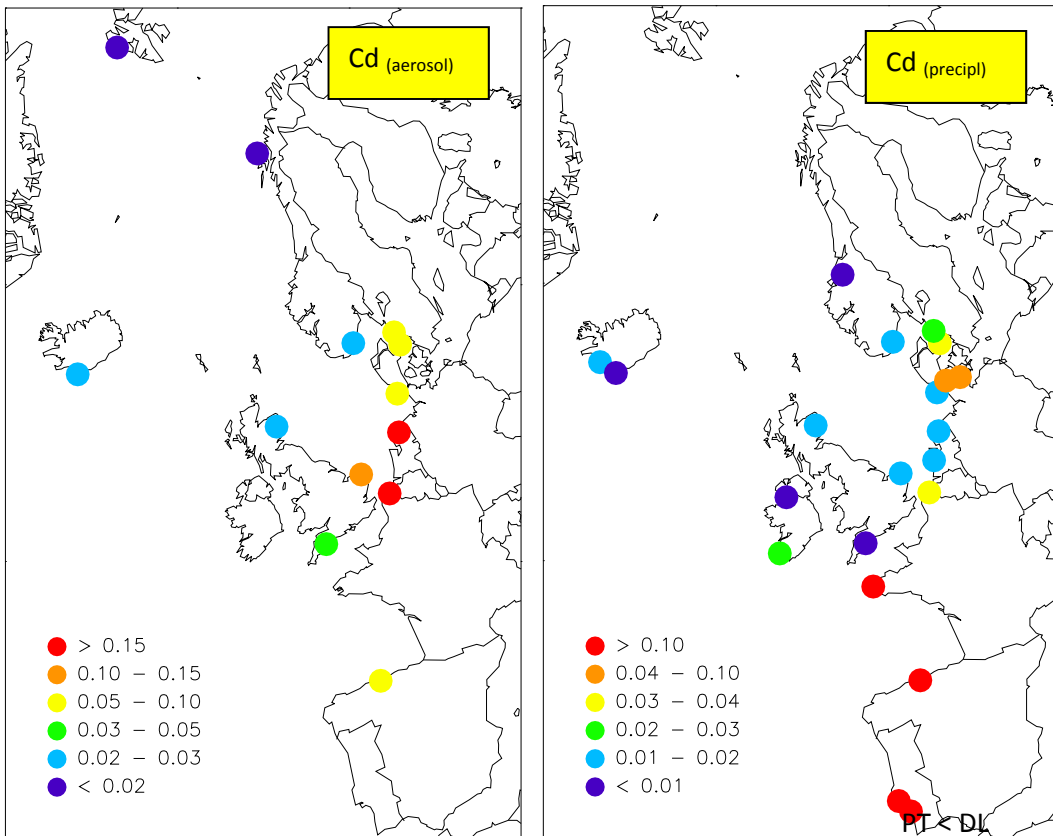 Cd (aerosol)
> 0.15
0.10 – 0.15
0.05 – 0.10
0.03 – 0.05
0.02 – 0.03
< 0.02
Cd (precipl)
> 0.10
0.04 – 0.10
0.03 – 0.04
0.02 – 0.03
0.01 – 0.02
< 0.01
PT < DL